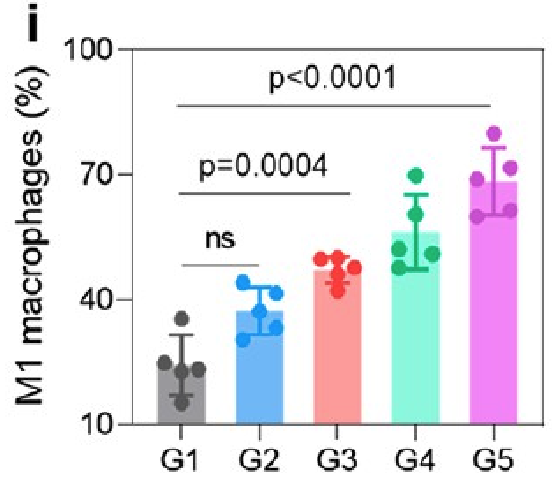 i
M1 macrophages (%)
100
70
40
10
p<0.0001
p=0.0004
ns
G1 G2 G3 G4 G5